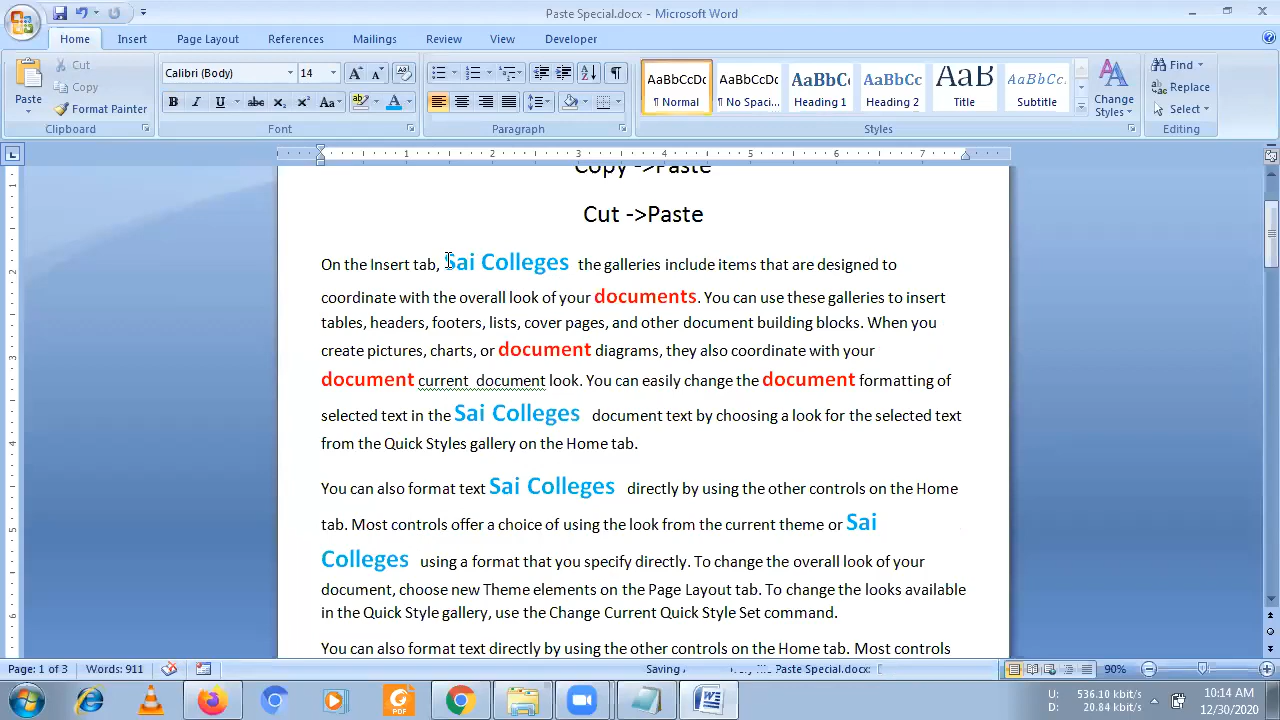 Paste Special.docx - Microsoft Word
Home Insert Page Layout References Mailings Review View Developer
Paste
Cut
Copy
Format Painter
Clipboard
Calibri (Body) 14
Font
Paragraph
AaBbCcDc AaBbCcDc AaBbC AaBbCc AaB AaBbCc.
¶ Normal ¶ No Spaci... Heading 1 Heading 2 Title Subtitle
Change
Styles
Styles
Find
Replace
Select
Editing
Copy ->Paste
Cut ->Paste
On the Insert tab, Sai Colleges the galleries include items that are designed to
coordinate with the overall look of your documents. You can use these galleries to insert
tables, headers, footers, lists, cover pages, and other document building blocks. When you
create pictures, charts, or document diagrams, they also coordinate with your
document current document look. You can easily change the document formatting of
selected text in the Sai Colleges document text by choosing a look for the selected text
from the Quick Styles gallery on the Home tab.
You can also format text Sai Colleges directly by using the other controls on the Home
tab. Most controls offer a choice of using the look from the current theme or Sai
Colleges using a format that you specify directly. To change the overall look of your
document, choose new Theme elements on the Page Layout tab. To change the looks available
in the Quick Style gallery, use the Change Current Quick Style Set command.
You can also format text directly by using the other controls on the Home tab. Most controls
Page: 1 of 3 Words: 911 Saving Paste Special.docx: 90%
U: 536.10 kbit/s
D: 20.84 kbit/s
10:14 AM
12/30/2020